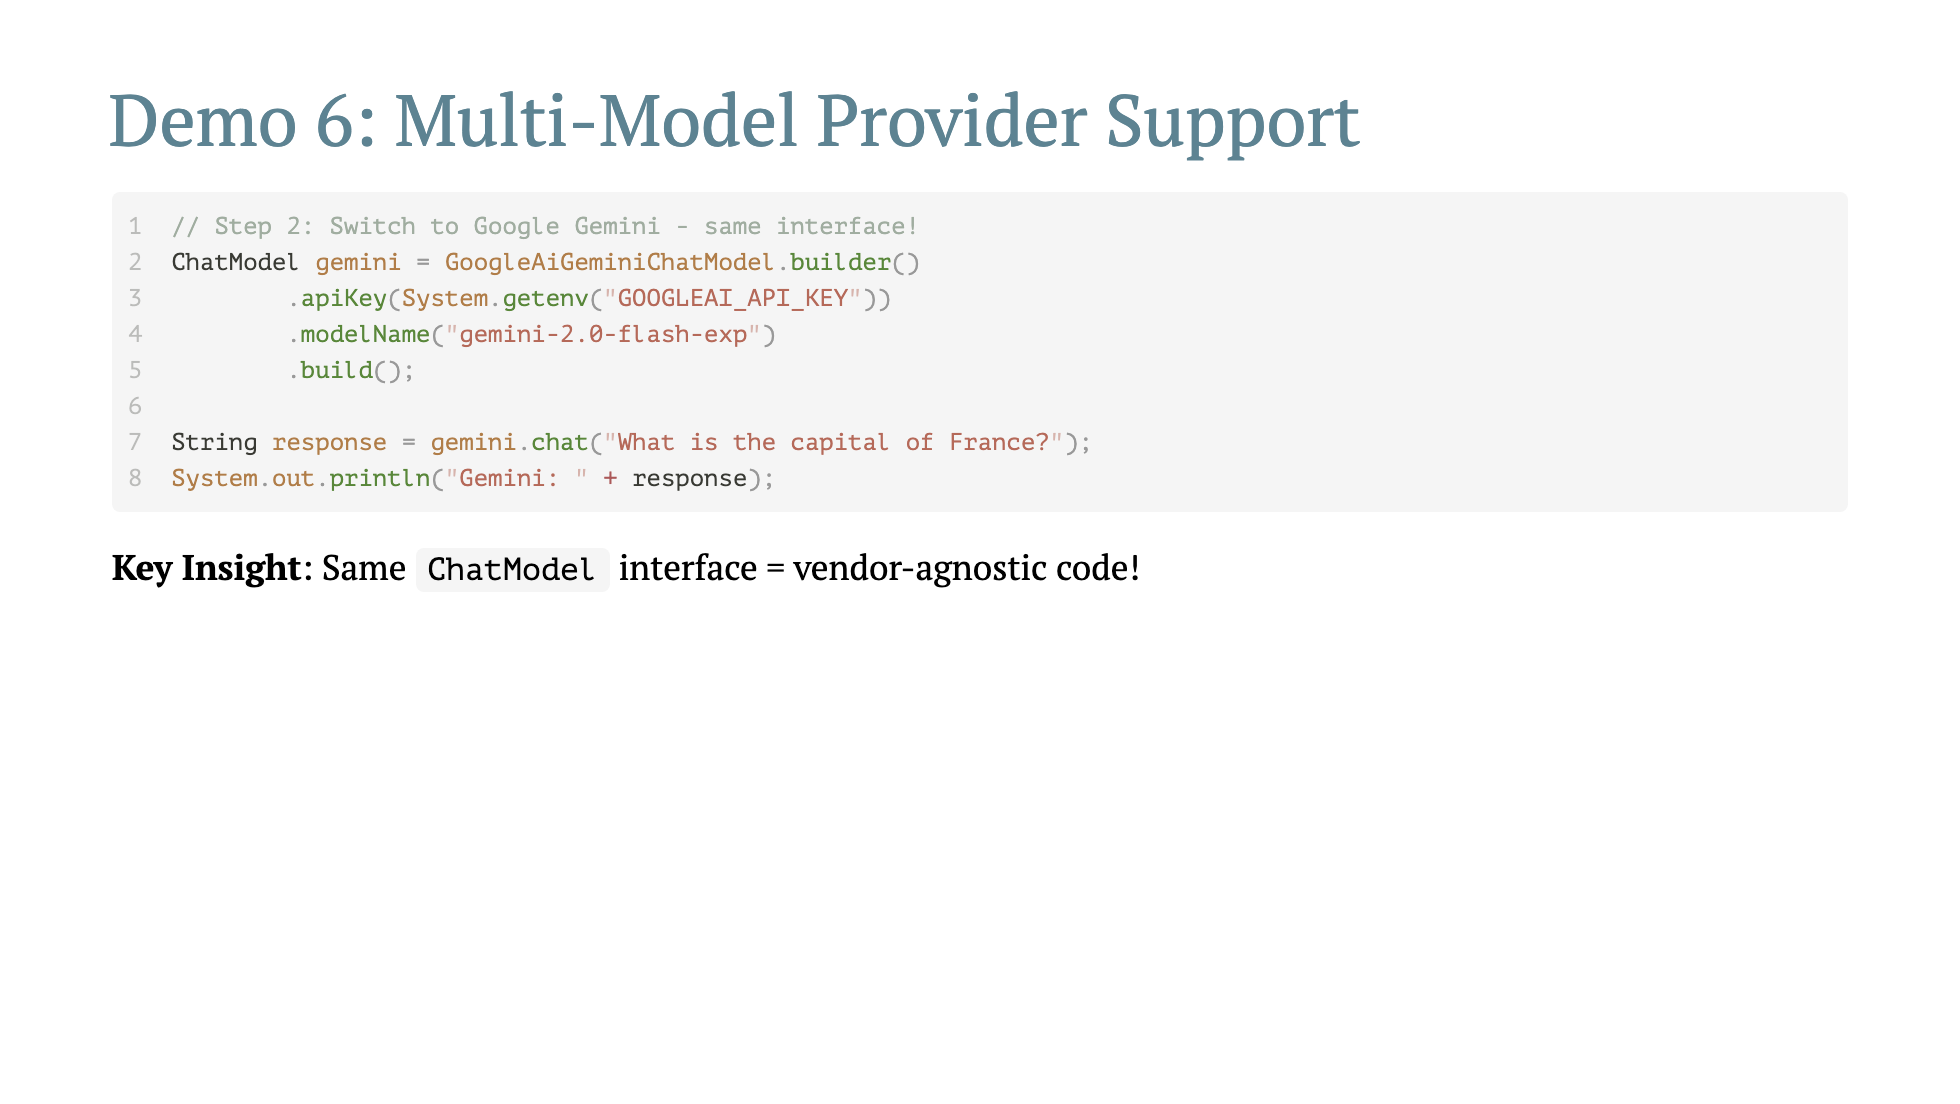 Demo 6: Multi-Model Provider Support
1 // Step 2: Switch to Google Gemini - same interface!
2 ChatModel gemini = GoogleAiGeminiChatModel.builder()
3         .apiKey(System.getenv("GOOGLEAI_API_KEY"))
4         .modelName("gemini-2.0-flash-exp")
5         .build();
6
7 String response = gemini.chat("What is the capital of France?");
8 System.out.println("Gemini: " + response);
Key Insight: Same ChatModel interface = vendor-agnostic code!